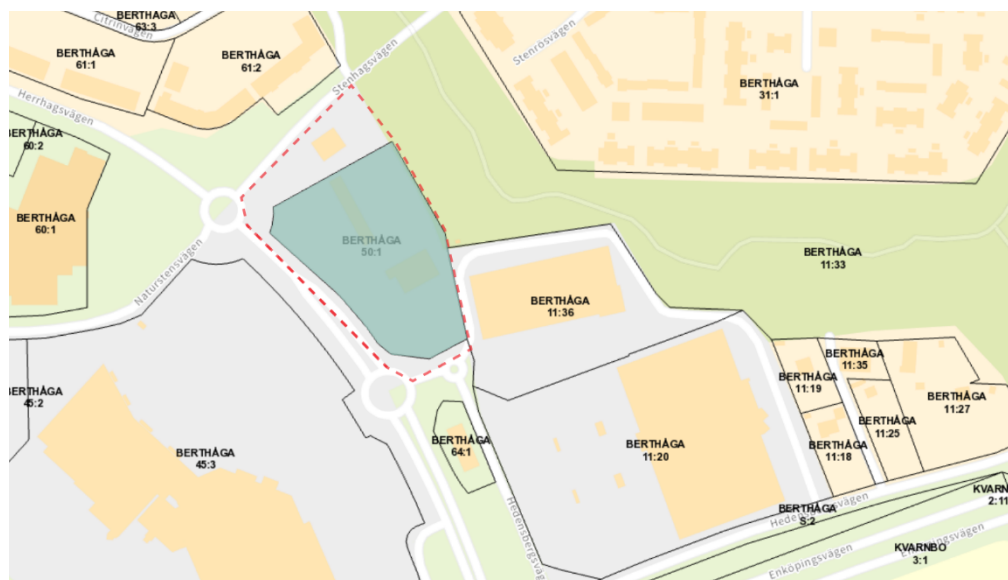 BERTHÅGA
63:3
Citrinvägen
BERTHÅGA
61:1
BERTHÅGA
61:2
Stenhagsvägen
Stenrösvägen
BERTHÅGA
31:1
Herrhagsvägen
BERTHÅGA
60:2
BERTHÅGA
60:1
BERTHÅGA
50:1
Naturstensvägen
BERTHÅGA
11:33
BERTHÅGA
11:36
BERTHÅGA
45:2
BERTHÅGA
45:3
BERTHÅGA
64:1
BERTHÅGA
11:20
BERTHÅGA
11:19
BERTHÅGA
11:35
BERTHÅGA
11:18
BERTHÅGA
11:25
BERTHÅGA
11:27
Hedensbergsväg
BERTHÅGA
S:2
KVARN
2:11
Enköpingsvägen
KVARNBO
3:1